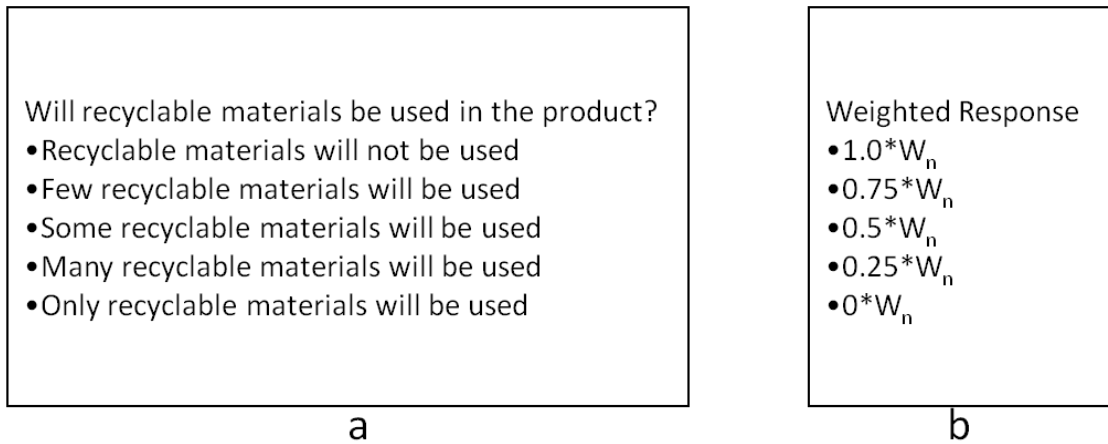 Will recyclable materials be used in the product?
•Recyclable materials will not be used
•Few recyclable materials will be used
•Some recyclable materials will be used
•Many recyclable materials will be used
•Only recyclable materials will be used
a
Weighted Response
•1.0*Wn
•0.75*Wn
•0.5*Wn
•0.25*Wn
•0*Wn
b